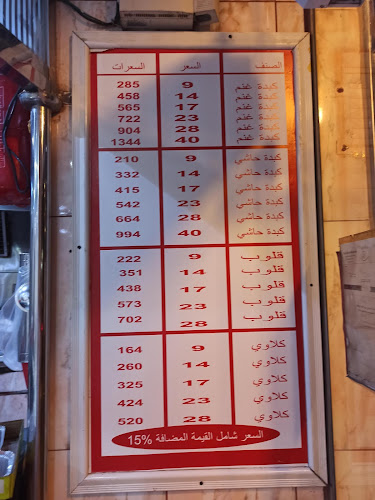 الصنف السعر السعرات
كبدة غنم 9 285
كبدة غنم 14 458
كبدة غنم 17 565
كبدة غنم 23 722
كبدة غنم 28 904
كبدة غنم 40 1344
كبدة حاشي 9 210
كبدة حاشي 14 332
كبدة حاشي 17 415
كبدة حاشي 23 542
كبدة حاشي 28 664
كبدة حاشي 40 994
قلوب 9 222
قلوب 14 351
قلوب 17 438
قلوب 23 573
قلوب 28 702
كلاوي 9 164
كلاوي 14 260
كلاوي 17 325
كلاوي 23 424
كلاوي 28 520
السعر شامل القيمة المضافة 15%